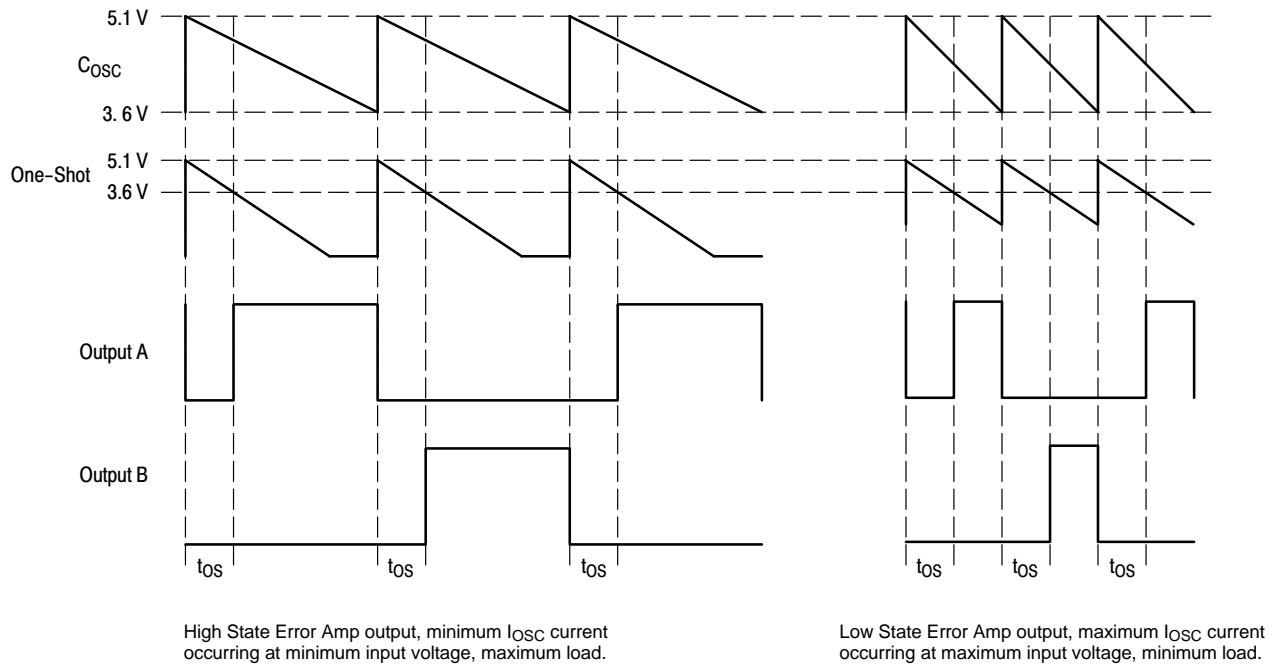 5.1 V
COSC
3. 6 V
5.1 V
One-Shot
3.6 V
Output A
Output B
tOS tOS tOS
tOS tOS tOS
High State Error Amp output, minimum IOSC current
occurring at minimum input voltage, maximum load.
Low State Error Amp output, maximum IOSC current
occurring at maximum input voltage, minimum load.